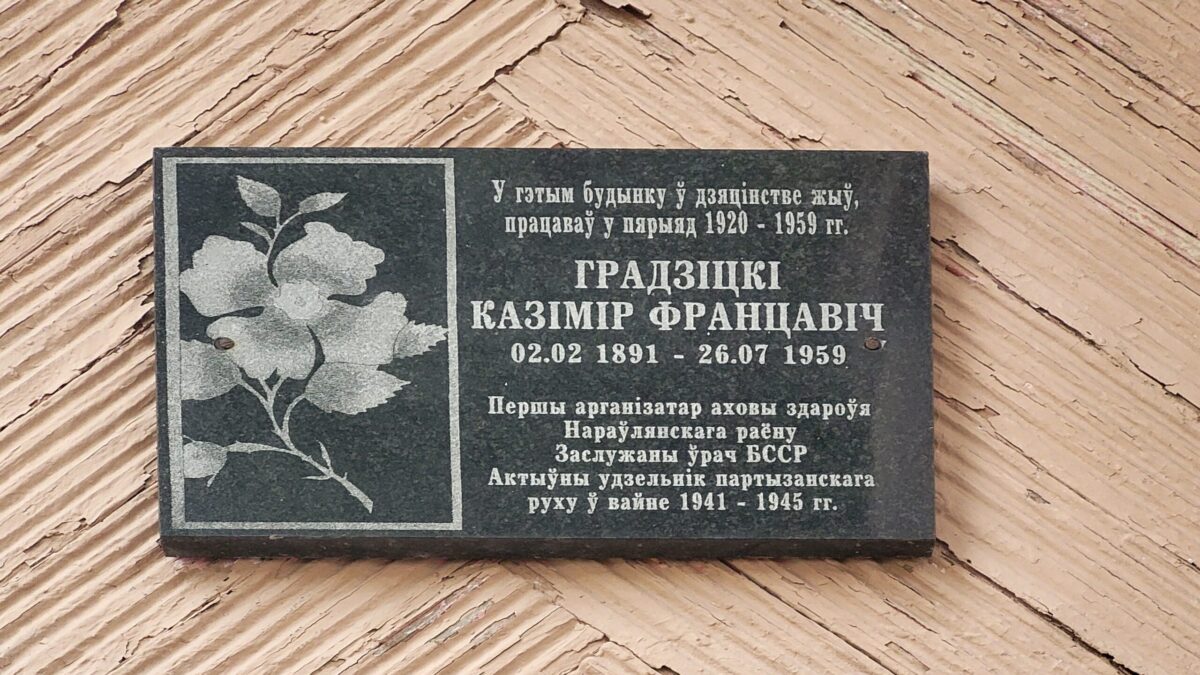 У гэтым будынку ў дзяцінстве жыў,
працаваў у пярыяд 1920 - 1959 гг.
ГРАДЗІЦКІ
КАЗІМІР ФРАНЦАВІЧ
02.02 1891 - 26.07 1959
Першы арганізатар аховы здароўя
Нараўлянскага раёну
Заслужаны ўрач БССР
Актыўны удзельнік партызанскага
руху ў вайне 1941 - 1945 гг.